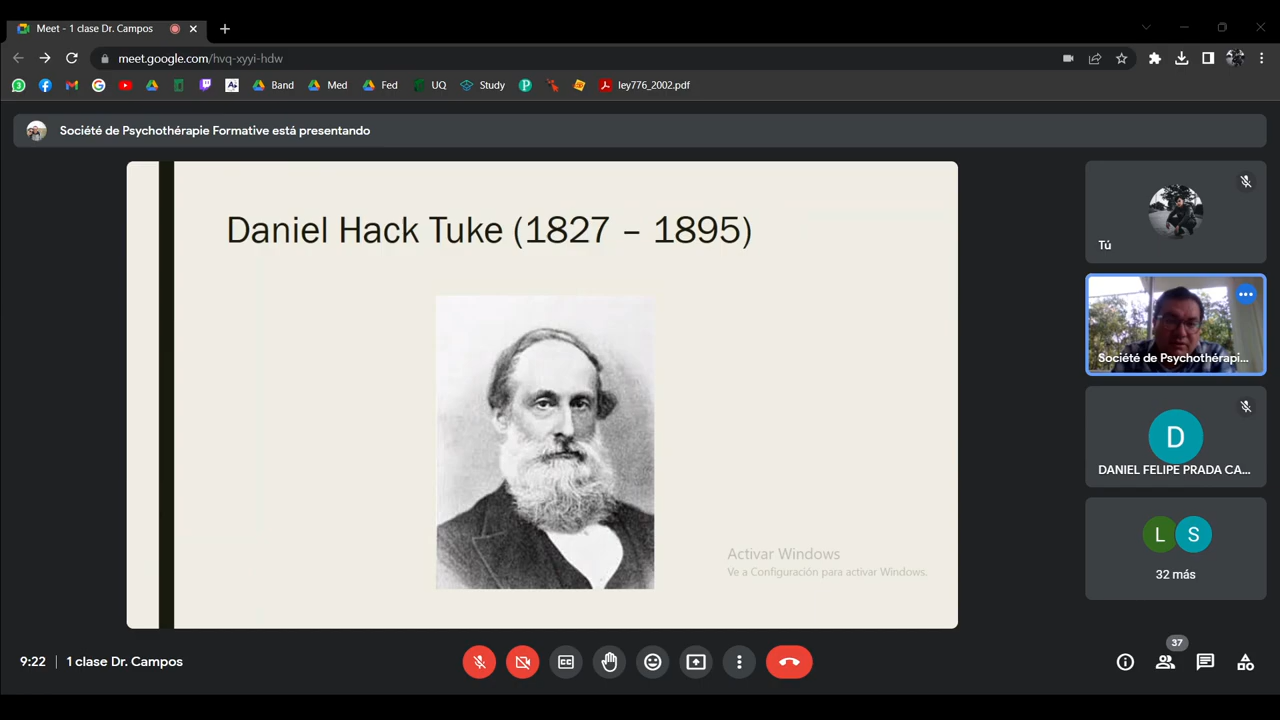 Meet - 1 clase Dr. Campos
meet.google.com/hvq-xyyi-hdw
Band Med Fed UQ Study ley776_2002.pdf
Société de Psychothérapie Formative está presentando
Daniel Hack Tuke (1827 – 1895)
Activar Windows
Ve a Configuración para activar Windows.
Tú
Société de Psychothérapi...
D
DANIEL FELIPE PRADA CA...
L S
32 más
9:22 | 1 clase Dr. Campos
37